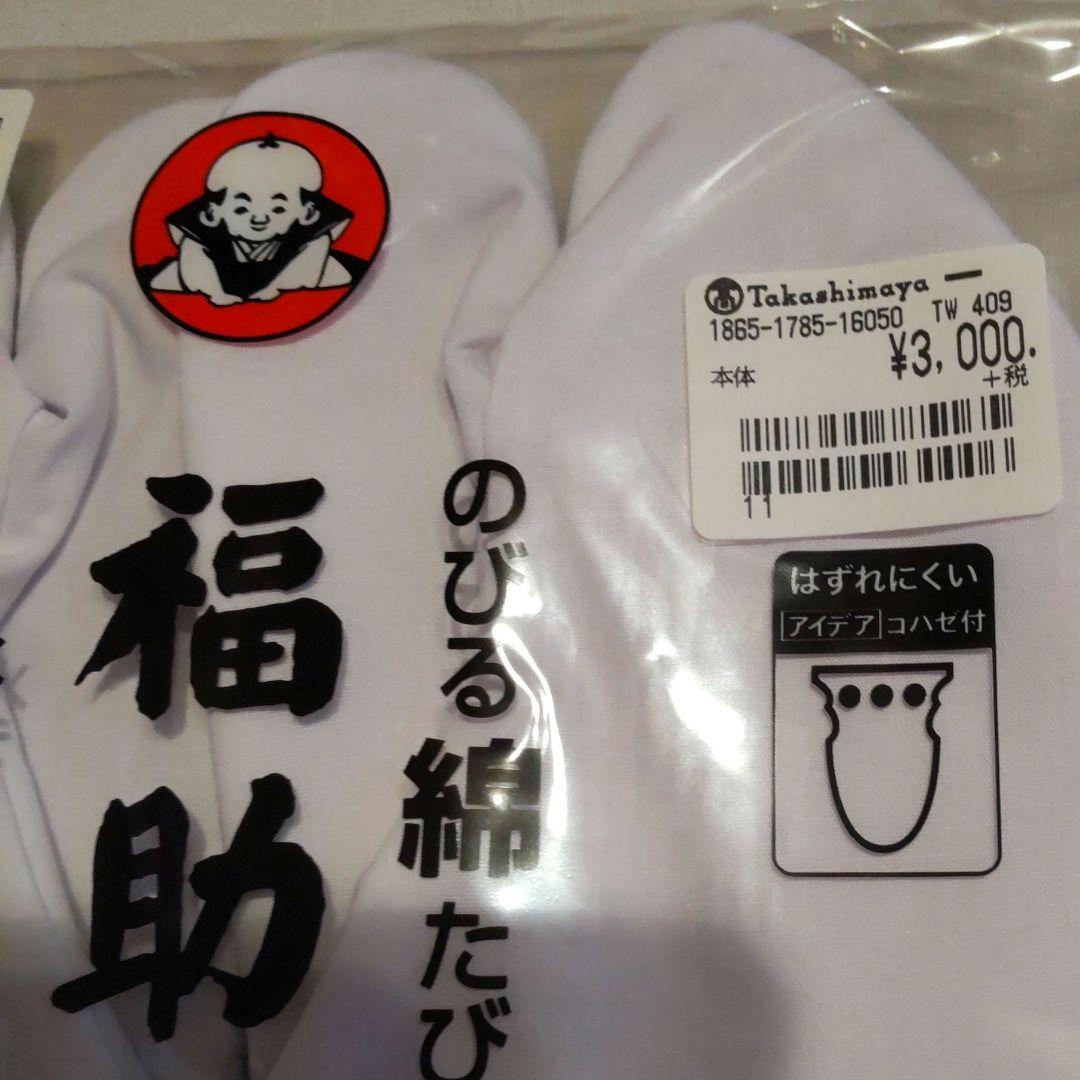 福助
のびる綿たび
高 Takashimaya
1865-1785-16050 TW 409
¥3,000.
本体 +税
11
はずれにくい
アイデア コハゼ付